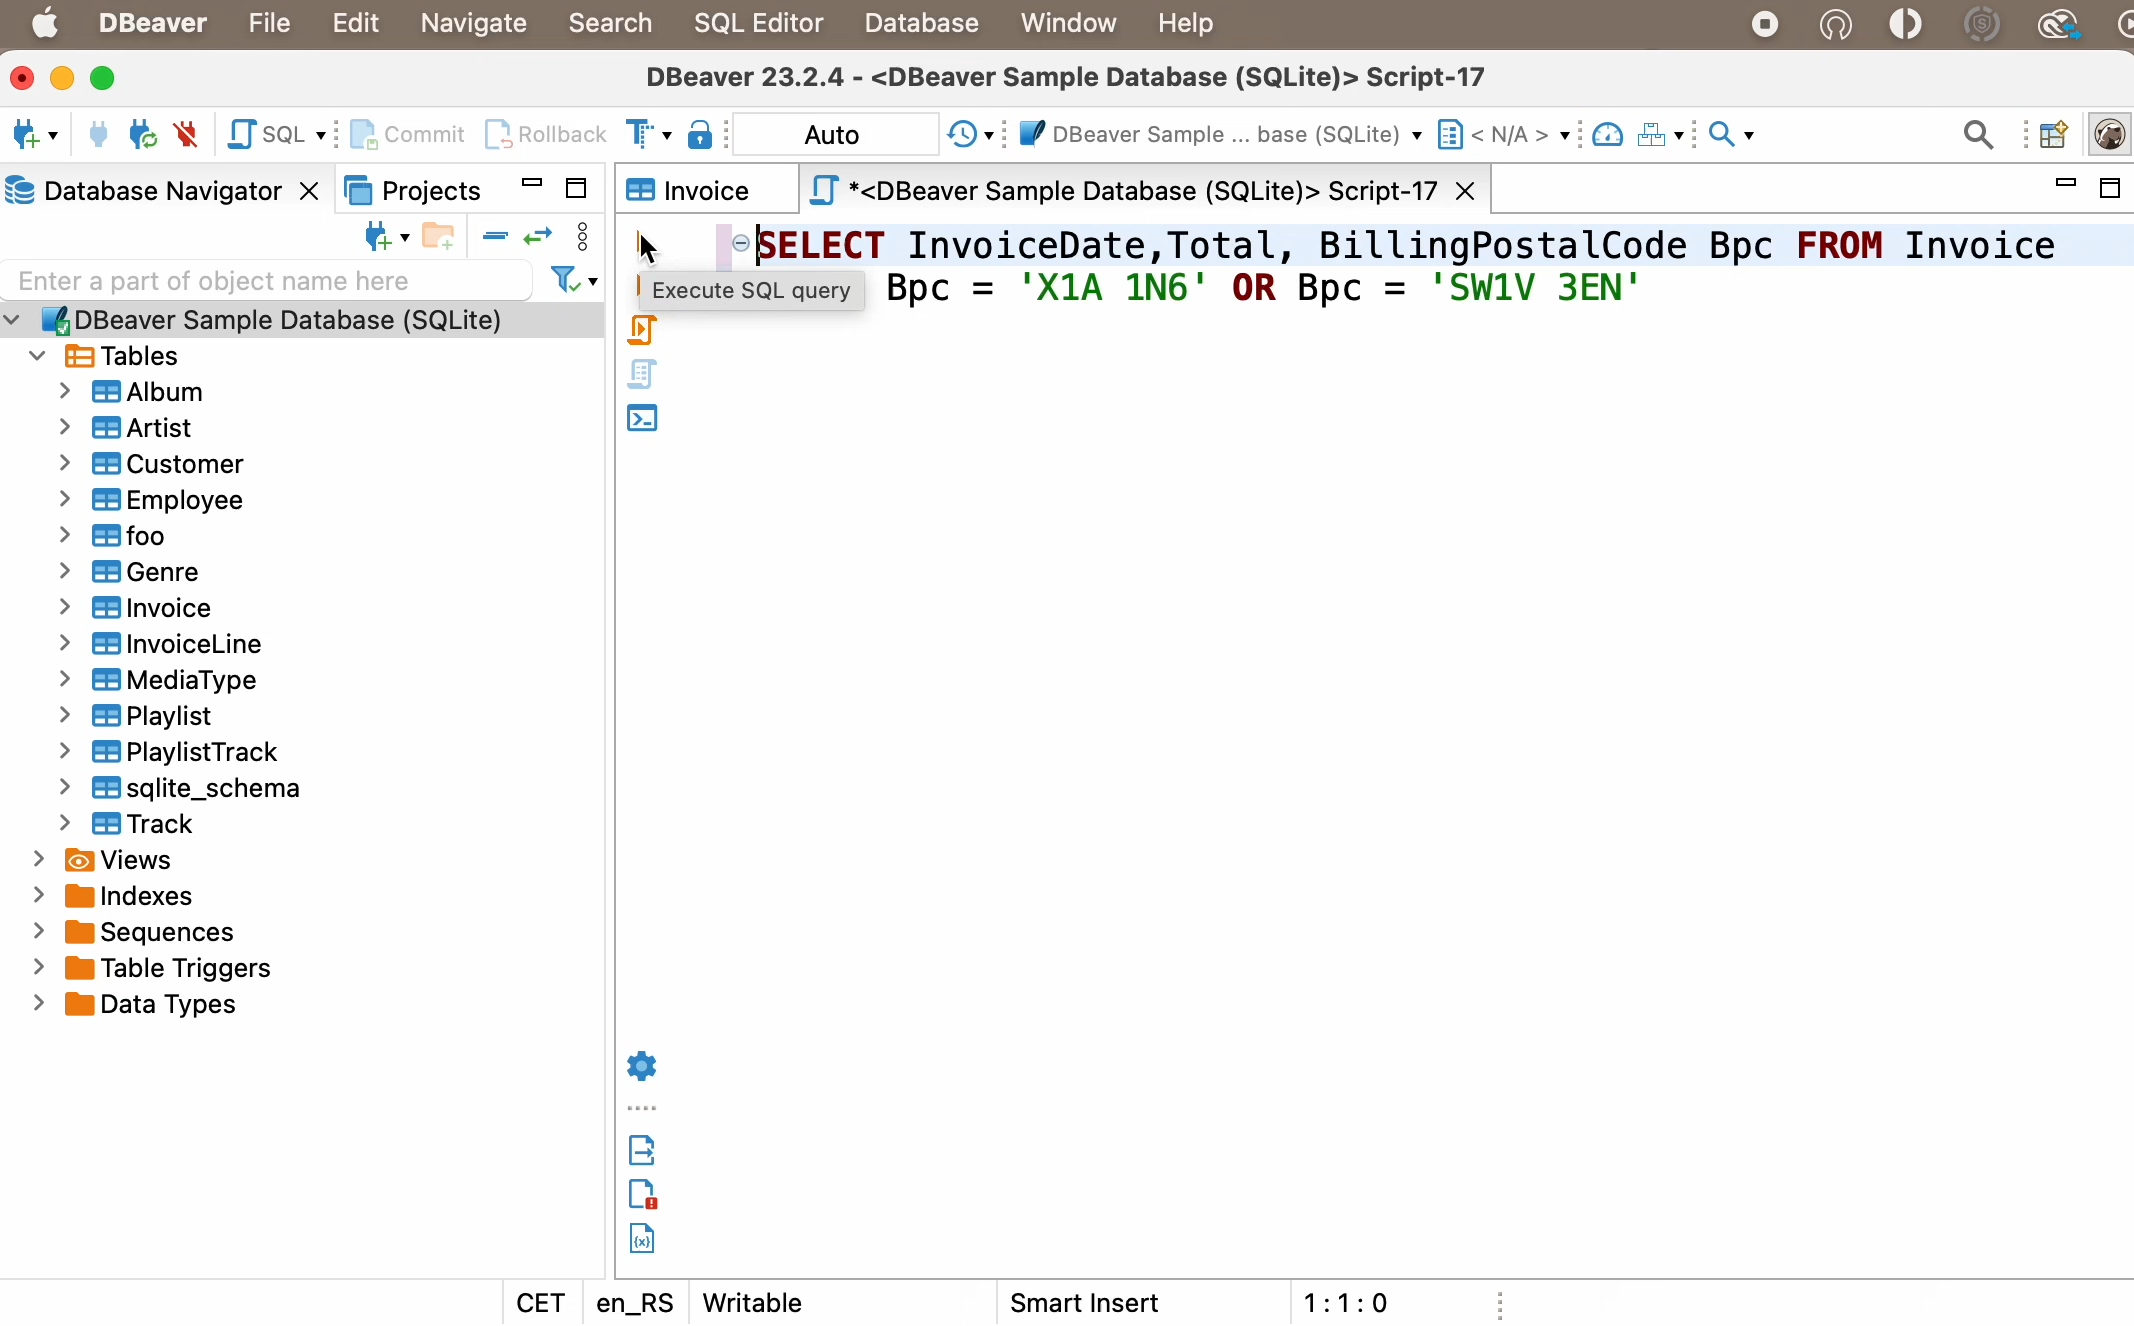 DBeaver File Edit Navigate Search SQL Editor Database Window Help
DBeaver 23.2.4 - <DBeaver Sample Database (SQLite)> Script-17
SQL Commit Rollback Auto DBeaver Sample ... base (SQLite) < N/A >
Database Navigator Projects Invoice *<DBeaver Sample Database (SQLite)> Script-17
SELECT InvoiceDate,Total, BillingPostalCode Bpc FROM Invoice
Enter a part of object name here
Execute SQL query Bpc = 'X1A 1N6' OR Bpc = 'SW1V 3EN'
DBeaver Sample Database (SQLite)
Tables
Album
Artist
Customer
Employee
foo
Genre
Invoice
InvoiceLine
MediaType
Playlist
PlaylistTrack
sqlite_schema
Track
Views
Indexes
Sequences
Table Triggers
Data Types
CET en_RS Writable Smart Insert 1 : 1 : 0